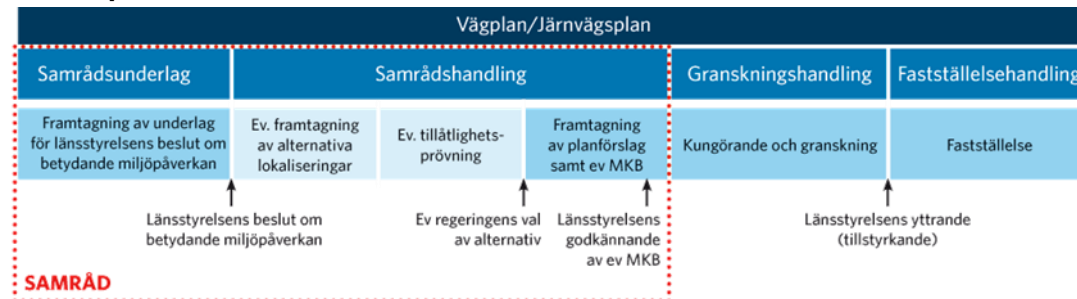 Vägplan/Järnvägsplan
Samrådsunderlag
Samrådshandling
Granskningshandling
Fastställelsehandling
Framtagning av underlag
för länsstyrelsens beslut om
betydande miljöpåverkan
Ev. framtagning
av alternativa
lokaliseringar
Ev. tillåtlighets-
prövning
Framtagning
av planförslag
samt ev MKB
Kungörande och granskning
Fastställelse
Länsstyrelsens beslut om
betydande miljöpåverkan
Ev regeringens val
av alternativ
Länsstyrelsens
godkännande
av ev MKB
Länsstyrelsens yttrande
(tillstyrkande)
SAMRÅD